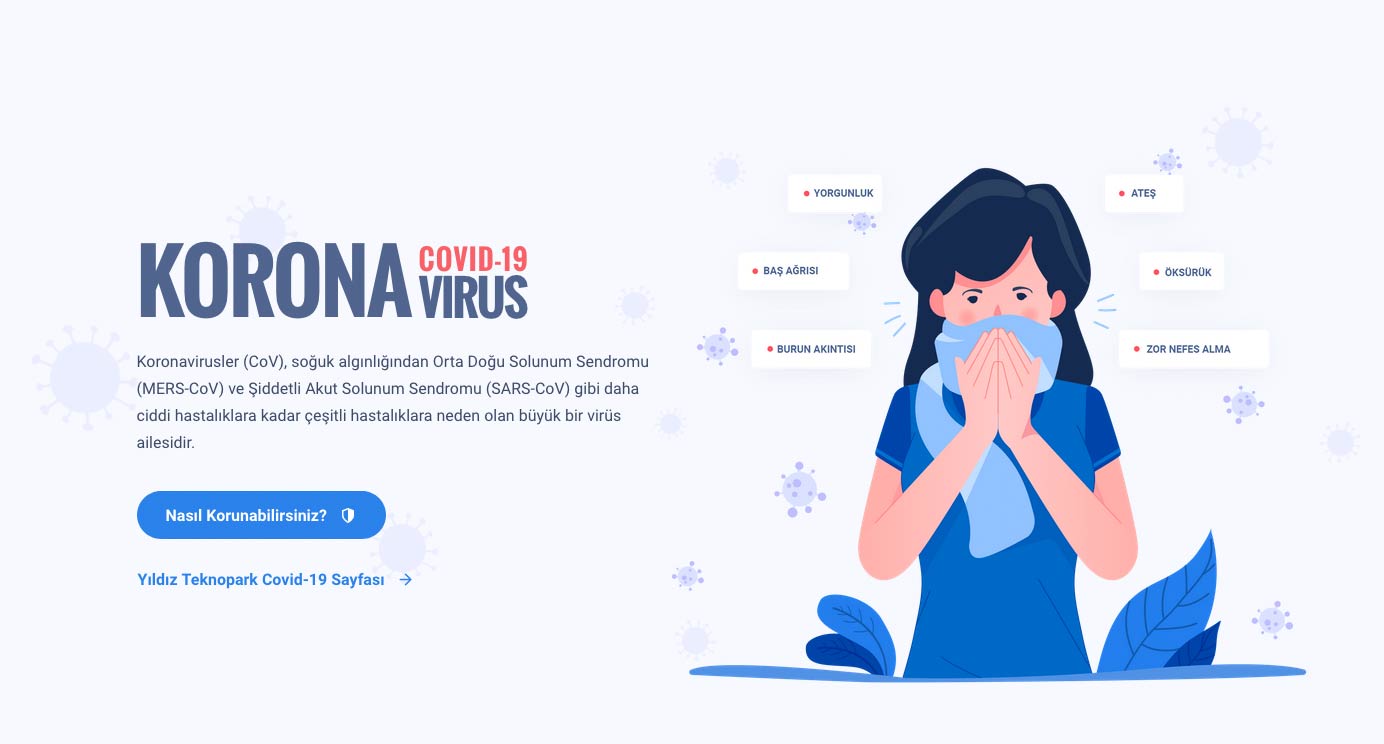 KORONA
COVID-19
VIRUS
Koronavirusler (CoV), soğuk algınlığından Orta Doğu Solunum Sendromu
(MERS-CoV) ve Şiddetli Akut Solunum Sendromu (SARS-CoV) gibi daha
ciddi hastalıklara kadar çeşitli hastalıklara neden olan büyük bir virüs
ailesidir.
Nasıl Korunabilirsiniz?
Yıldız Teknopark Covid-19 Sayfası
YORGUNLUK
ATEŞ
BAŞ AĞRISI
ÖKSÜRÜK
BURUN AKINTISI
ZOR NEFES ALMA